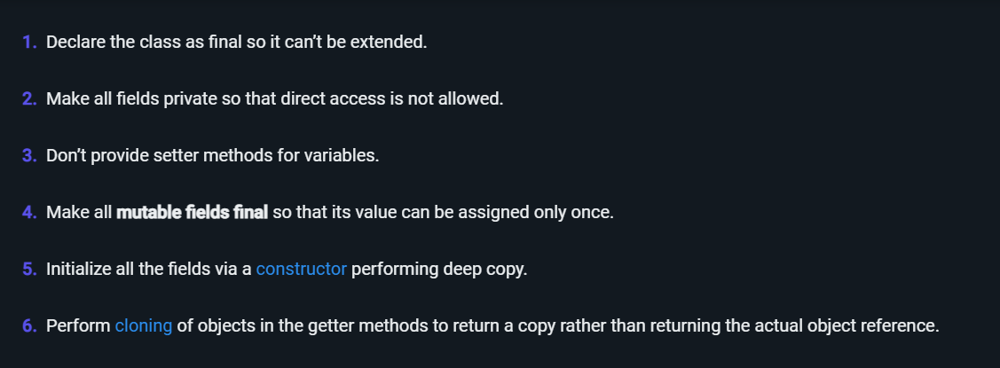 1. Declare the class as final so it can’t be extended.
2. Make all fields private so that direct access is not allowed.
3. Don’t provide setter methods for variables.
4. Make all mutable fields final so that its value can be assigned only once.
5. Initialize all the fields via a constructor performing deep copy.
6. Perform cloning of objects in the getter methods to return a copy rather than returning the actual object reference.